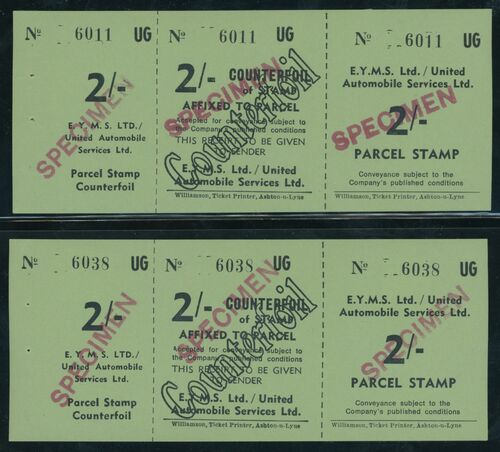 Nº 6011 UG
2/-
SPECIMEN
E. Y. M. S. LTD. /
United Automobile
Services Ltd.
Parcel Stamp
Counterfoil
Nº 6011 UG
2/- COUNTERFOIL
of STAMP
AFFIXED TO PARCEL
Accepted for conveyance subject to
the Company's published conditions
THIS RECEIPT TO BE GIVEN
SENDER
E. Y. M. S. Ltd. / United
Automobile Services Ltd.
Williamson, Ticket Printer, Ashton-u-Lyne
Counterfoil
SPECIMEN
Nº 6011 UG
E. Y. M. S. Ltd. / United
Automobile Services Ltd.
SPECIMEN
2/-
PARCEL STAMP
Conveyance subject to the
Company's published conditions
Williamson, Ticket Printer, Ashton-u-Lyne
Nº 6038 UG
2/-
SPECIMEN
E. Y. M. S. LTD. /
United Automobile
Services Ltd.
Parcel Stamp
Counterfoil
Nº 6038 UG
2/- COUNTERFOIL
of STAMP
AFFIXED TO PARCEL
Accepted for conveyance subject to
the Company's published conditions
THIS RECEIPT TO BE GIVEN
SENDER
E. Y. M. S. Ltd. / United
Automobile Services Ltd.
Williamson, Ticket Printer, Ashton-u-Lyne
Counterfoil
SPECIMEN
Nº 6038 UG
E. Y. M. S. Ltd. / United
Automobile Services Ltd.
SPECIMEN
2/-
PARCEL STAMP
Conveyance subject to the
Company's published conditions
Williamson, Ticket Printer, Ashton-u-Lyne